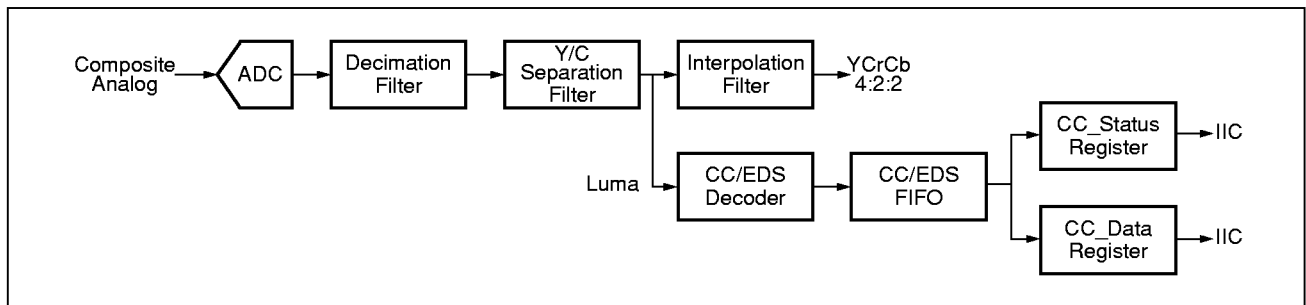 Composite
Analog
ADC
Decimation
Filter
Y/C
Separation
Filter
Interpolation
Filter
YCrCb
4:2:2
Luma
CC/EDS
Decoder
CC/EDS
FIFO
CC_Status
Register
IIC
CC_Data
Register
IIC